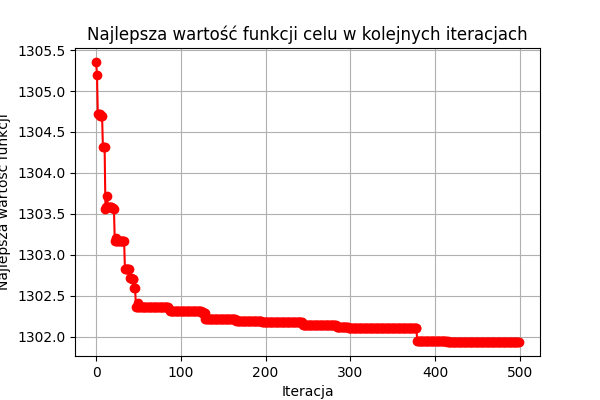 Najlepsza wartość funkcji celu w kolejnych iteracjach
1305.5
1305.0
1304.5
1304.0
1303.5
1303.0
1302.5
1302.0
Najlepsza wartość funkcji
0 100 200 300 400 500
Iteracja